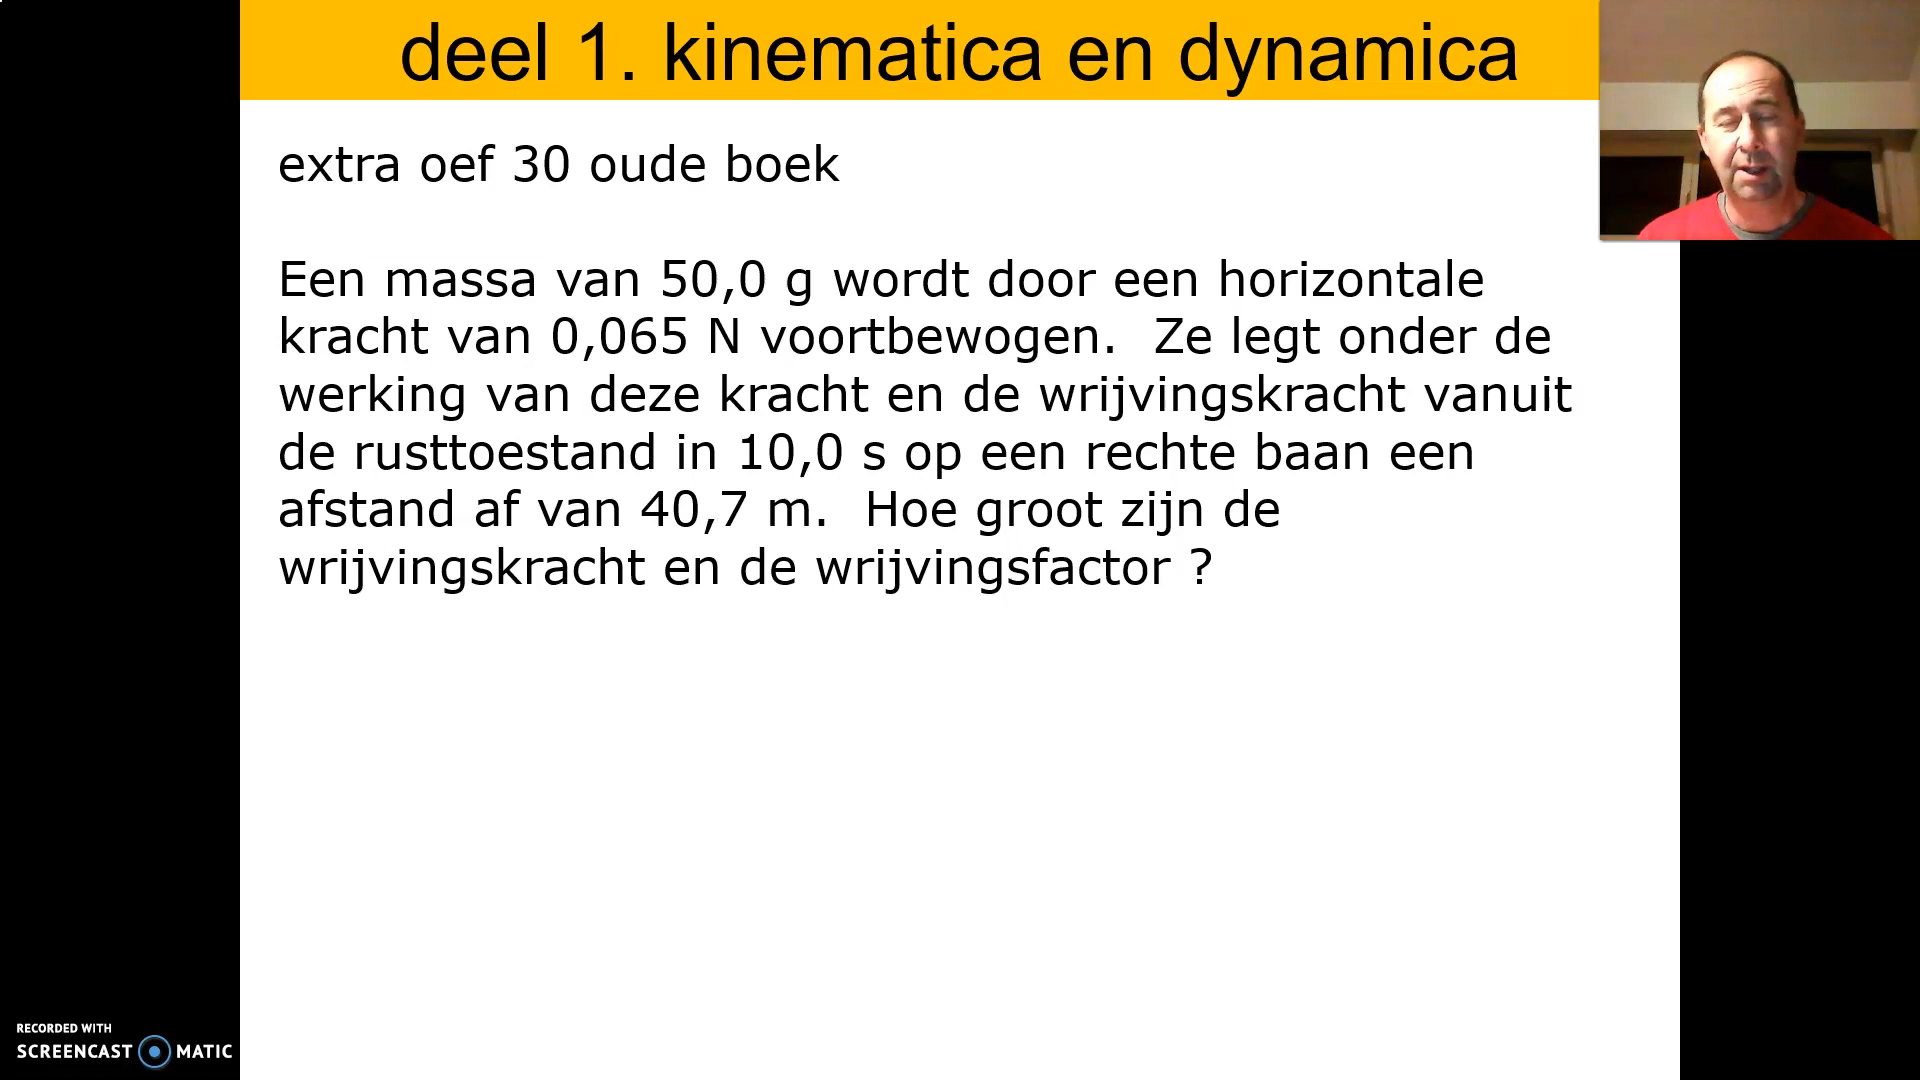 deel 1. kinematica en dynamica
extra oef 30 oude boek
Een massa van 50,0 g wordt door een horizontale
kracht van 0,065 N voortbewogen.  Ze legt onder de
werking van deze kracht en de wrijvingskracht vanuit
de rusttoestand in 10,0 s op een rechte baan een
afstand af van 40,7 m.  Hoe groot zijn de
wrijvingskracht en de wrijvingsfactor ?
RECORDED WITH
SCREENCAST MATIC